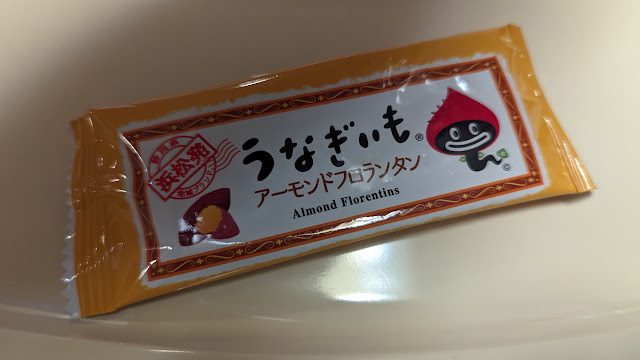 浜松発
うなぎいも®
アーモンドフロランタン
Almond Florentins
©